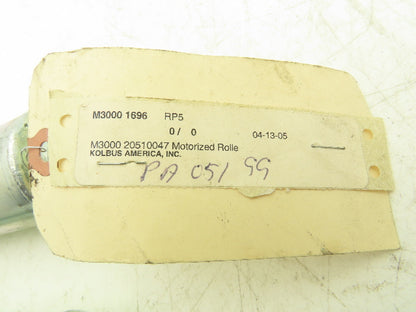 M3000 1696 RP5
0 / 0 04-13-05
M3000 20510047 Motorized Rolle
KOLBUS AMERICA, INC.
PA 051 99